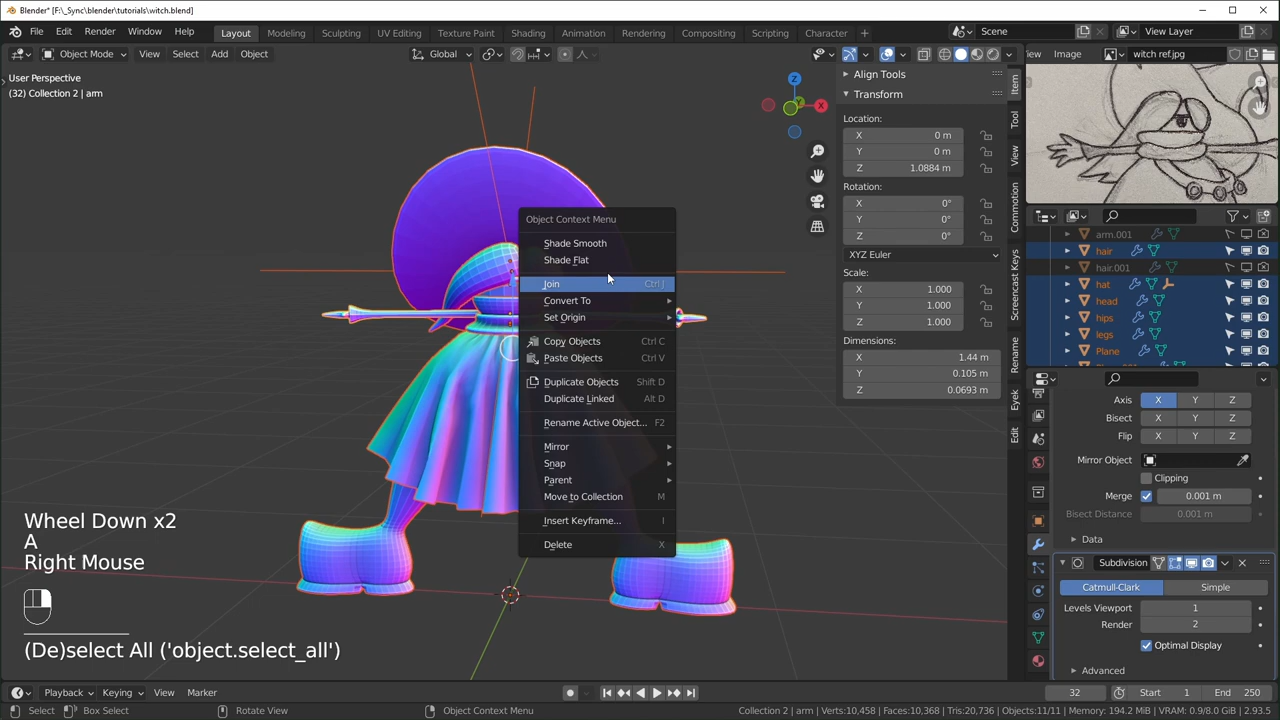 Blender* [F:\_Sync\blender\tutorials\witch.blend]
File Edit Render Window Help Layout Modeling Sculpting UV Editing Texture Paint Shading Animation Rendering Compositing Scripting Character Scene View Layer
Object Mode View Select Add Object Global iew Image witch ref.jpg
User Perspective
(32) Collection 2 | arm
Z
Y
X
Align Tools
Transform
Location:
X 0 m
Y 0 m
Z 1.0884 m
Rotation:
X 0°
Y 0°
Z 0°
XYZ Euler
Scale:
X 1.000
Y 1.000
Z 1.000
Dimensions:
X 1.44 m
Y 0.105 m
Z 0.0693 m
Item
Tool
View
Commotion
Screencast Keys
Rename
Eyek
Edit
Object Context Menu
Shade Smooth
Shade Flat
Join Ctrl J
Convert To
Set Origin
Copy Objects Ctrl C
Paste Objects Ctrl V
Duplicate Objects Shift D
Duplicate Linked Alt D
Rename Active Object... F2
Mirror
Snap
Parent
Move to Collection M
Insert Keyframe... I
Delete X
arm.001
hair
hair.001
hat
head
hips
legs
Plane
Axis X Y Z
Bisect X Y Z
Flip X Y Z
Mirror Object
Clipping
Merge 0.001 m
Bisect Distance 0.001 m
Data
Subdivision
Catmull-Clark Simple
Levels Viewport 1
Render 2
Optimal Display
Advanced
Wheel Down x2
A
Right Mouse
(De)select All ('object.select_all')
Playback Keying View Marker 32 Start 1 End 250
Select Box Select Rotate View Object Context Menu Collection 2 | arm | Verts:10,458 | Faces:10,368 | Tris:20,736 | Objects:11/11 | Memory: 194.2 MiB | VRAM: 0.9/8.0 GiB | 2.93.5